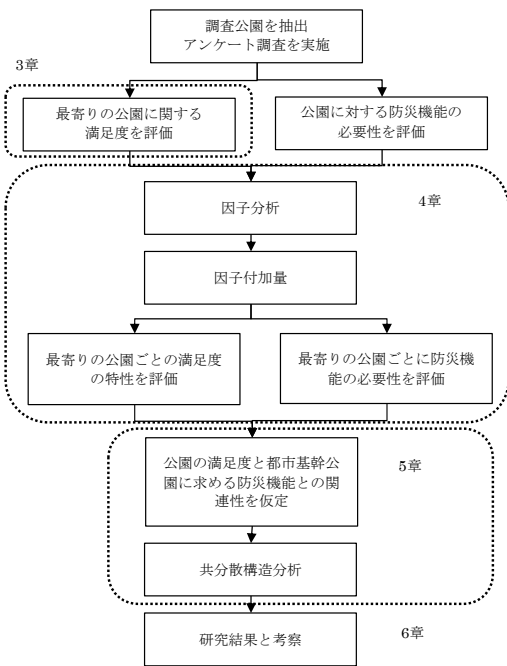 調査公園を抽出
アンケート調査を実施
3章
最寄りの公園に関する
満足度を評価
公園に対する防災機能の
必要性を評価
4章
因子分析
因子付加量
最寄りの公園ごとの満足度
の特性を評価
最寄りの公園ごとに防災機
能の必要性を評価
5章
公園の満足度と都市基幹公
園に求める防災機能との関
連性を仮定
共分散構造分析
研究結果と考察
6章